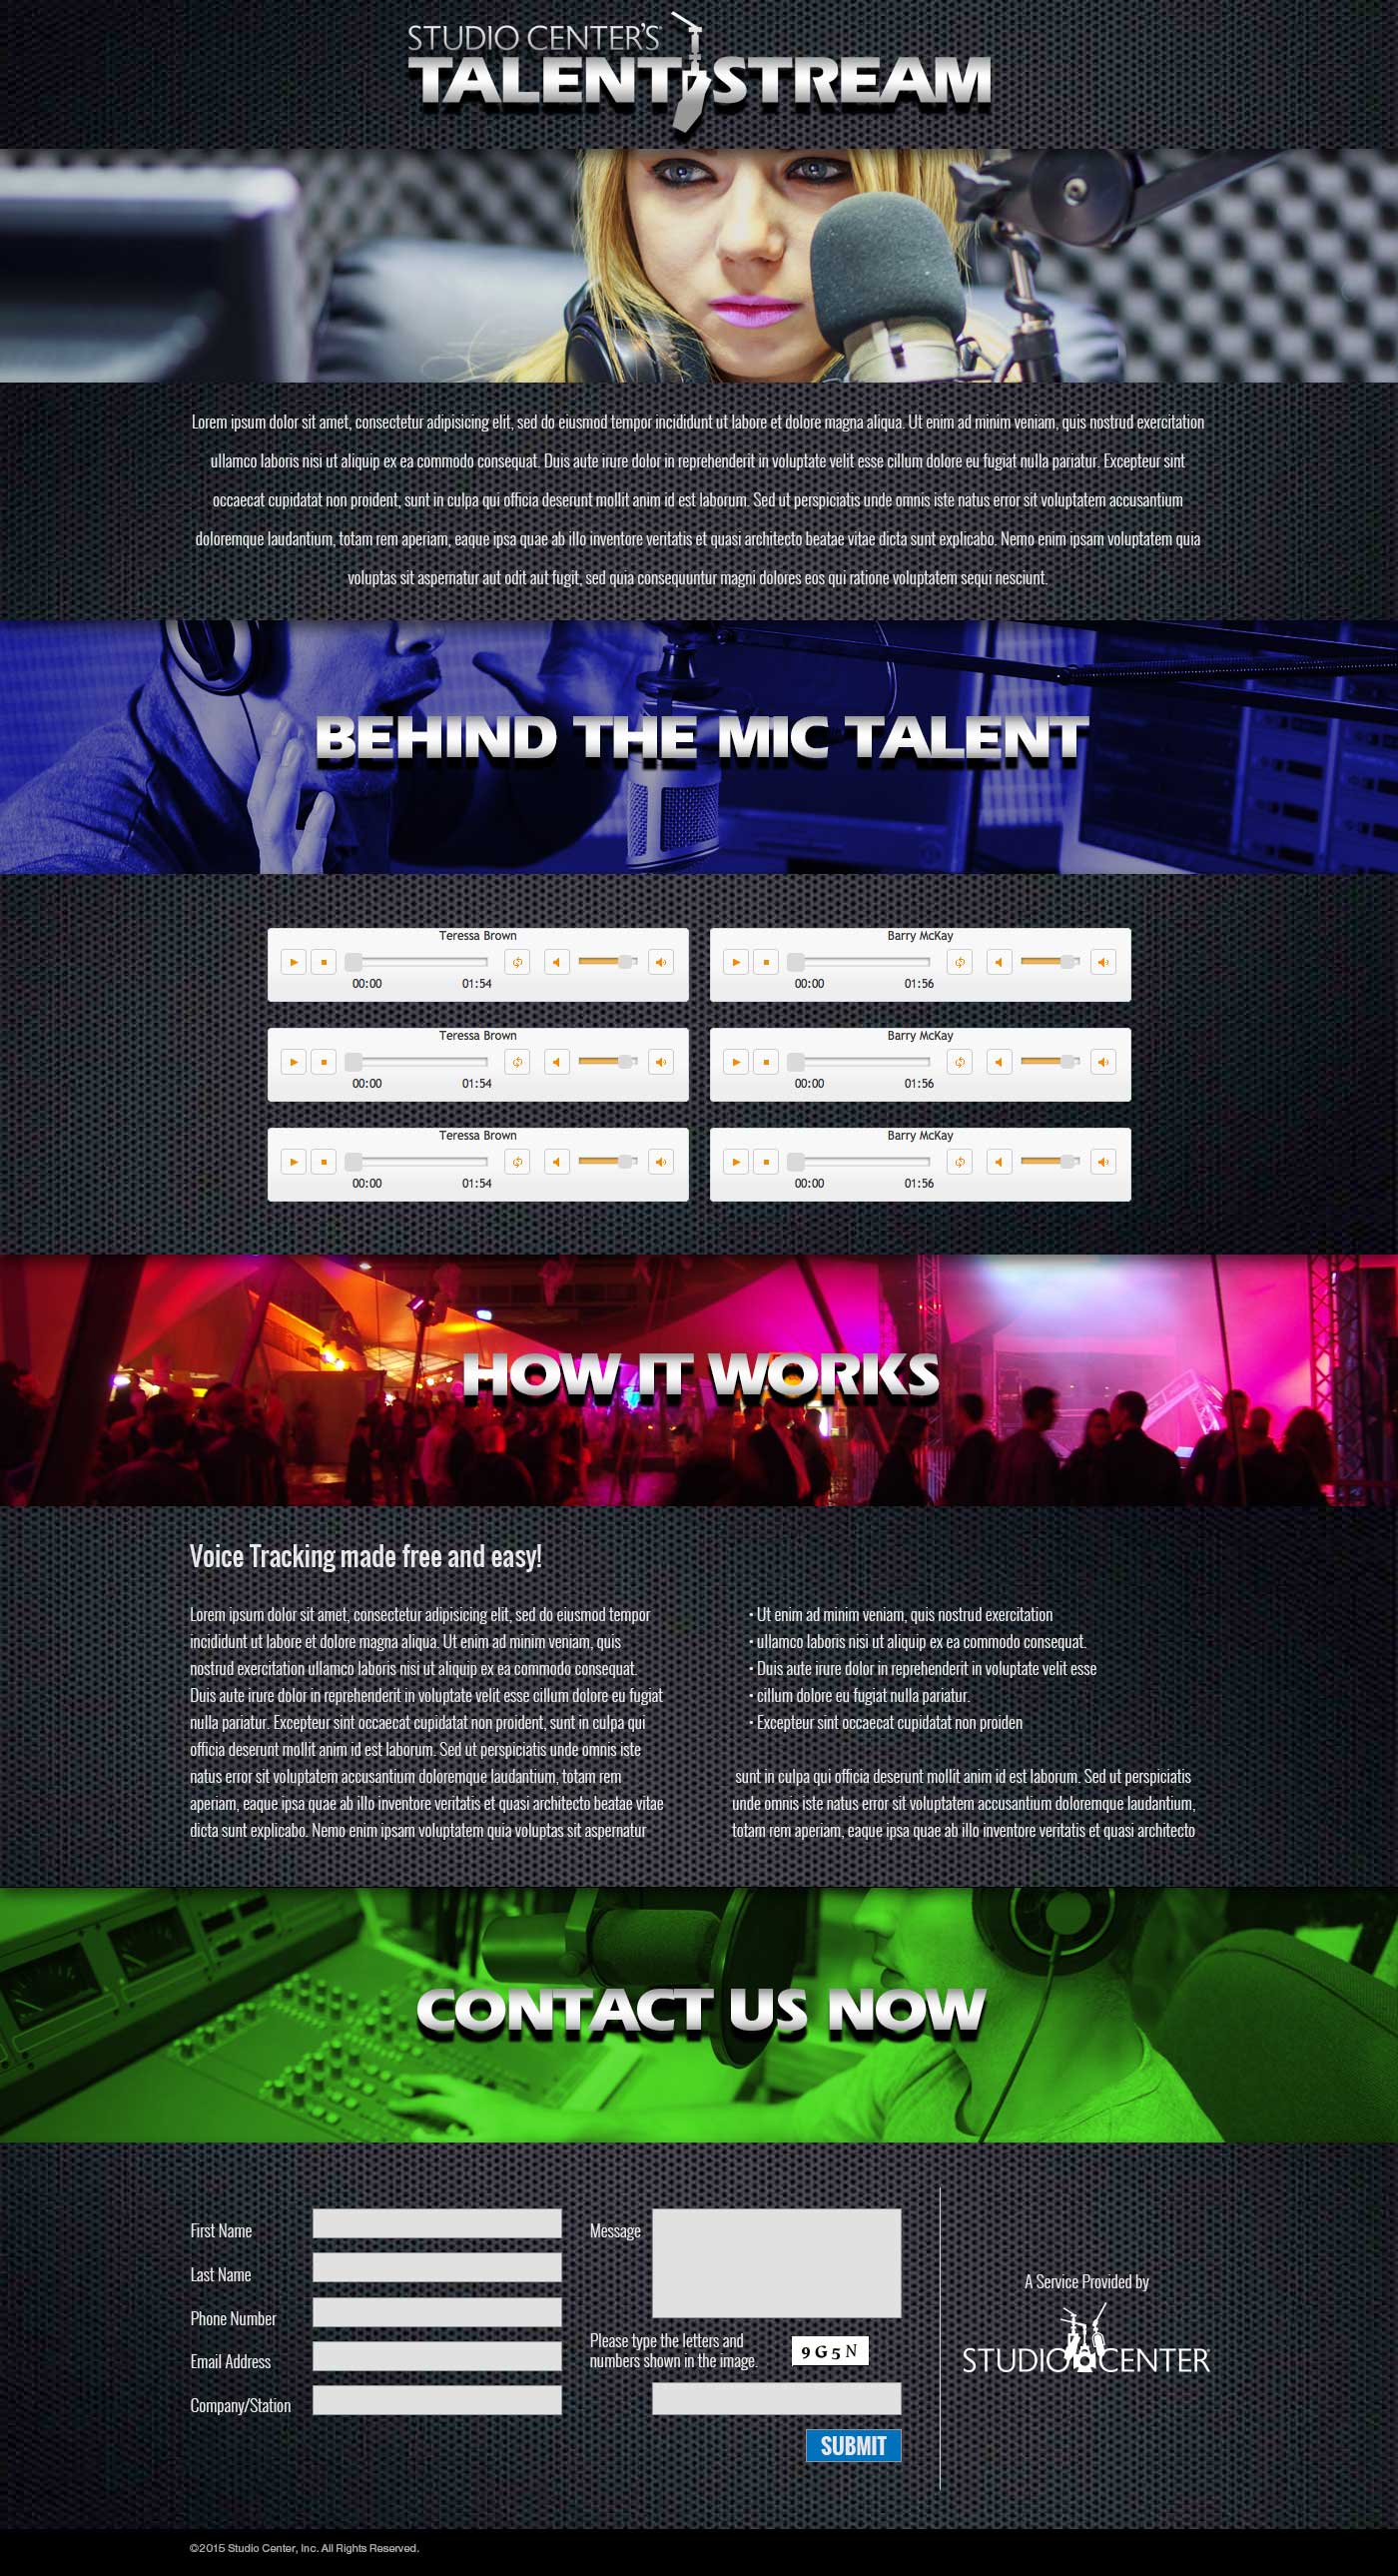 STUDIO CENTER'S
TALENT STREAM
Lorem ipsum dolor sit amet, consectetur adipisicing elit, sed do eiusmod tempor incididunt ut labore et dolore magna aliqua. Ut enim ad minim veniam, quis nostrud exercitation
ullamco laboris nisi ut aliquip ex ea commodo consequat. Duis aute irure dolor in reprehenderit in voluptate velit esse cillum dolore eu fugiat nulla pariatur. Excepteur sint
occaecat cupidatat non proident, sunt in culpa qui officia deserunt mollit anim id est laborum. Sed ut perspiciatis unde omnis iste natus error sit voluptatem accusantium
doloremque laudantium, totam rem aperiam, eaque ipsa quae ab illo inventore veritatis et quasi architecto beatae vitae dicta sunt explicabo. Nemo enim ipsam voluptatem quia
voluptas sit aspernatur aut odit aut fugit, sed quia consequuntur magni dolores eos qui ratione voluptatem sequi nesciunt.
BEHIND THE MIC TALENT
Teressa Brown
00:00 01:54
Barry McKay
00:00 01:56
Teressa Brown
00:00 01:54
Barry McKay
00:00 01:56
Teressa Brown
00:00 01:54
Barry McKay
00:00 01:56
HOW IT WORKS
Voice Tracking made free and easy!
Lorem ipsum dolor sit amet, consectetur adipisicing elit, sed do eiusmod tempor
incididunt ut labore et dolore magna aliqua. Ut enim ad minim veniam, quis
nostrud exercitation ullamco laboris nisi ut aliquip ex ea commodo consequat.
Duis aute irure dolor in reprehenderit in voluptate velit esse cillum dolore eu fugiat
nulla pariatur. Excepteur sint occaecat cupidatat non proident, sunt in culpa qui
officia deserunt mollit anim id est laborum. Sed ut perspiciatis unde omnis iste
natus error sit voluptatem accusantium doloremque laudantium, totam rem
aperiam, eaque ipsa quae ab illo inventore veritatis et quasi architecto beatae vitae
dicta sunt explicabo. Nemo enim ipsam voluptatem quia voluptas sit aspernatur
• Ut enim ad minim veniam, quis nostrud exercitation
• ullamco laboris nisi ut aliquip ex ea commodo consequat.
• Duis aute irure dolor in reprehenderit in voluptate velit esse
• cillum dolore eu fugiat nulla pariatur.
• Excepteur sint occaecat cupidatat non proiden
sunt in culpa qui officia deserunt mollit anim id est laborum. Sed ut perspiciatis
unde omnis iste natus error sit voluptatem accusantium doloremque laudantium,
totam rem aperiam, eaque ipsa quae ab illo inventore veritatis et quasi architecto
CONTACT US NOW
First Name
Last Name
Phone Number
Email Address
Company/Station
Message
Please type the letters and
numbers shown in the image.
9G5N
SUBMIT
A Service Provided by
STUDIO CENTER
©2015 Studio Center, Inc. All Rights Reserved.